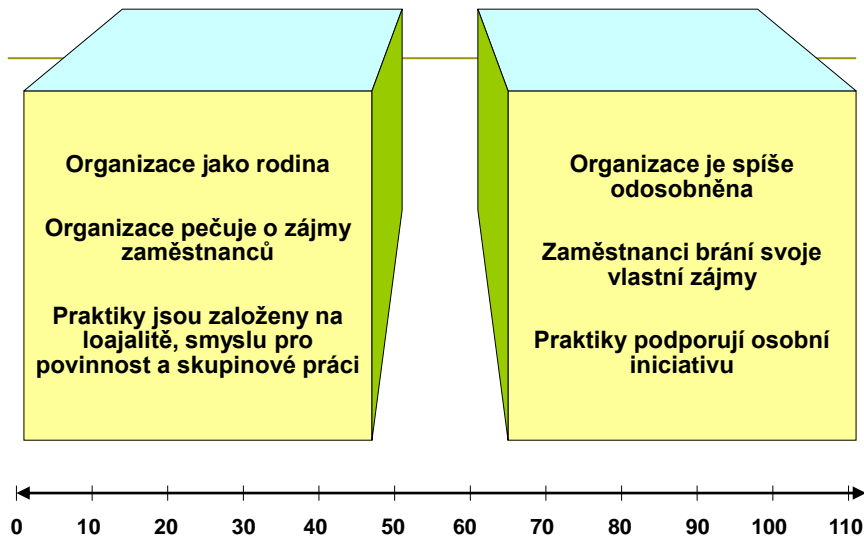 Organizace jako rodina
Organizace pečuje o zájmy
zaměstnanců
Praktiky jsou založeny na
loajalitě, smyslu pro
povinnost a skupinové práci
Organizace je spíše
odosobněna
Zaměstnanci brání svoje
vlastní zájmy
Praktiky podporují osobní
iniciativu
0 10 20 30 40 50 60 70 80 90 100 110